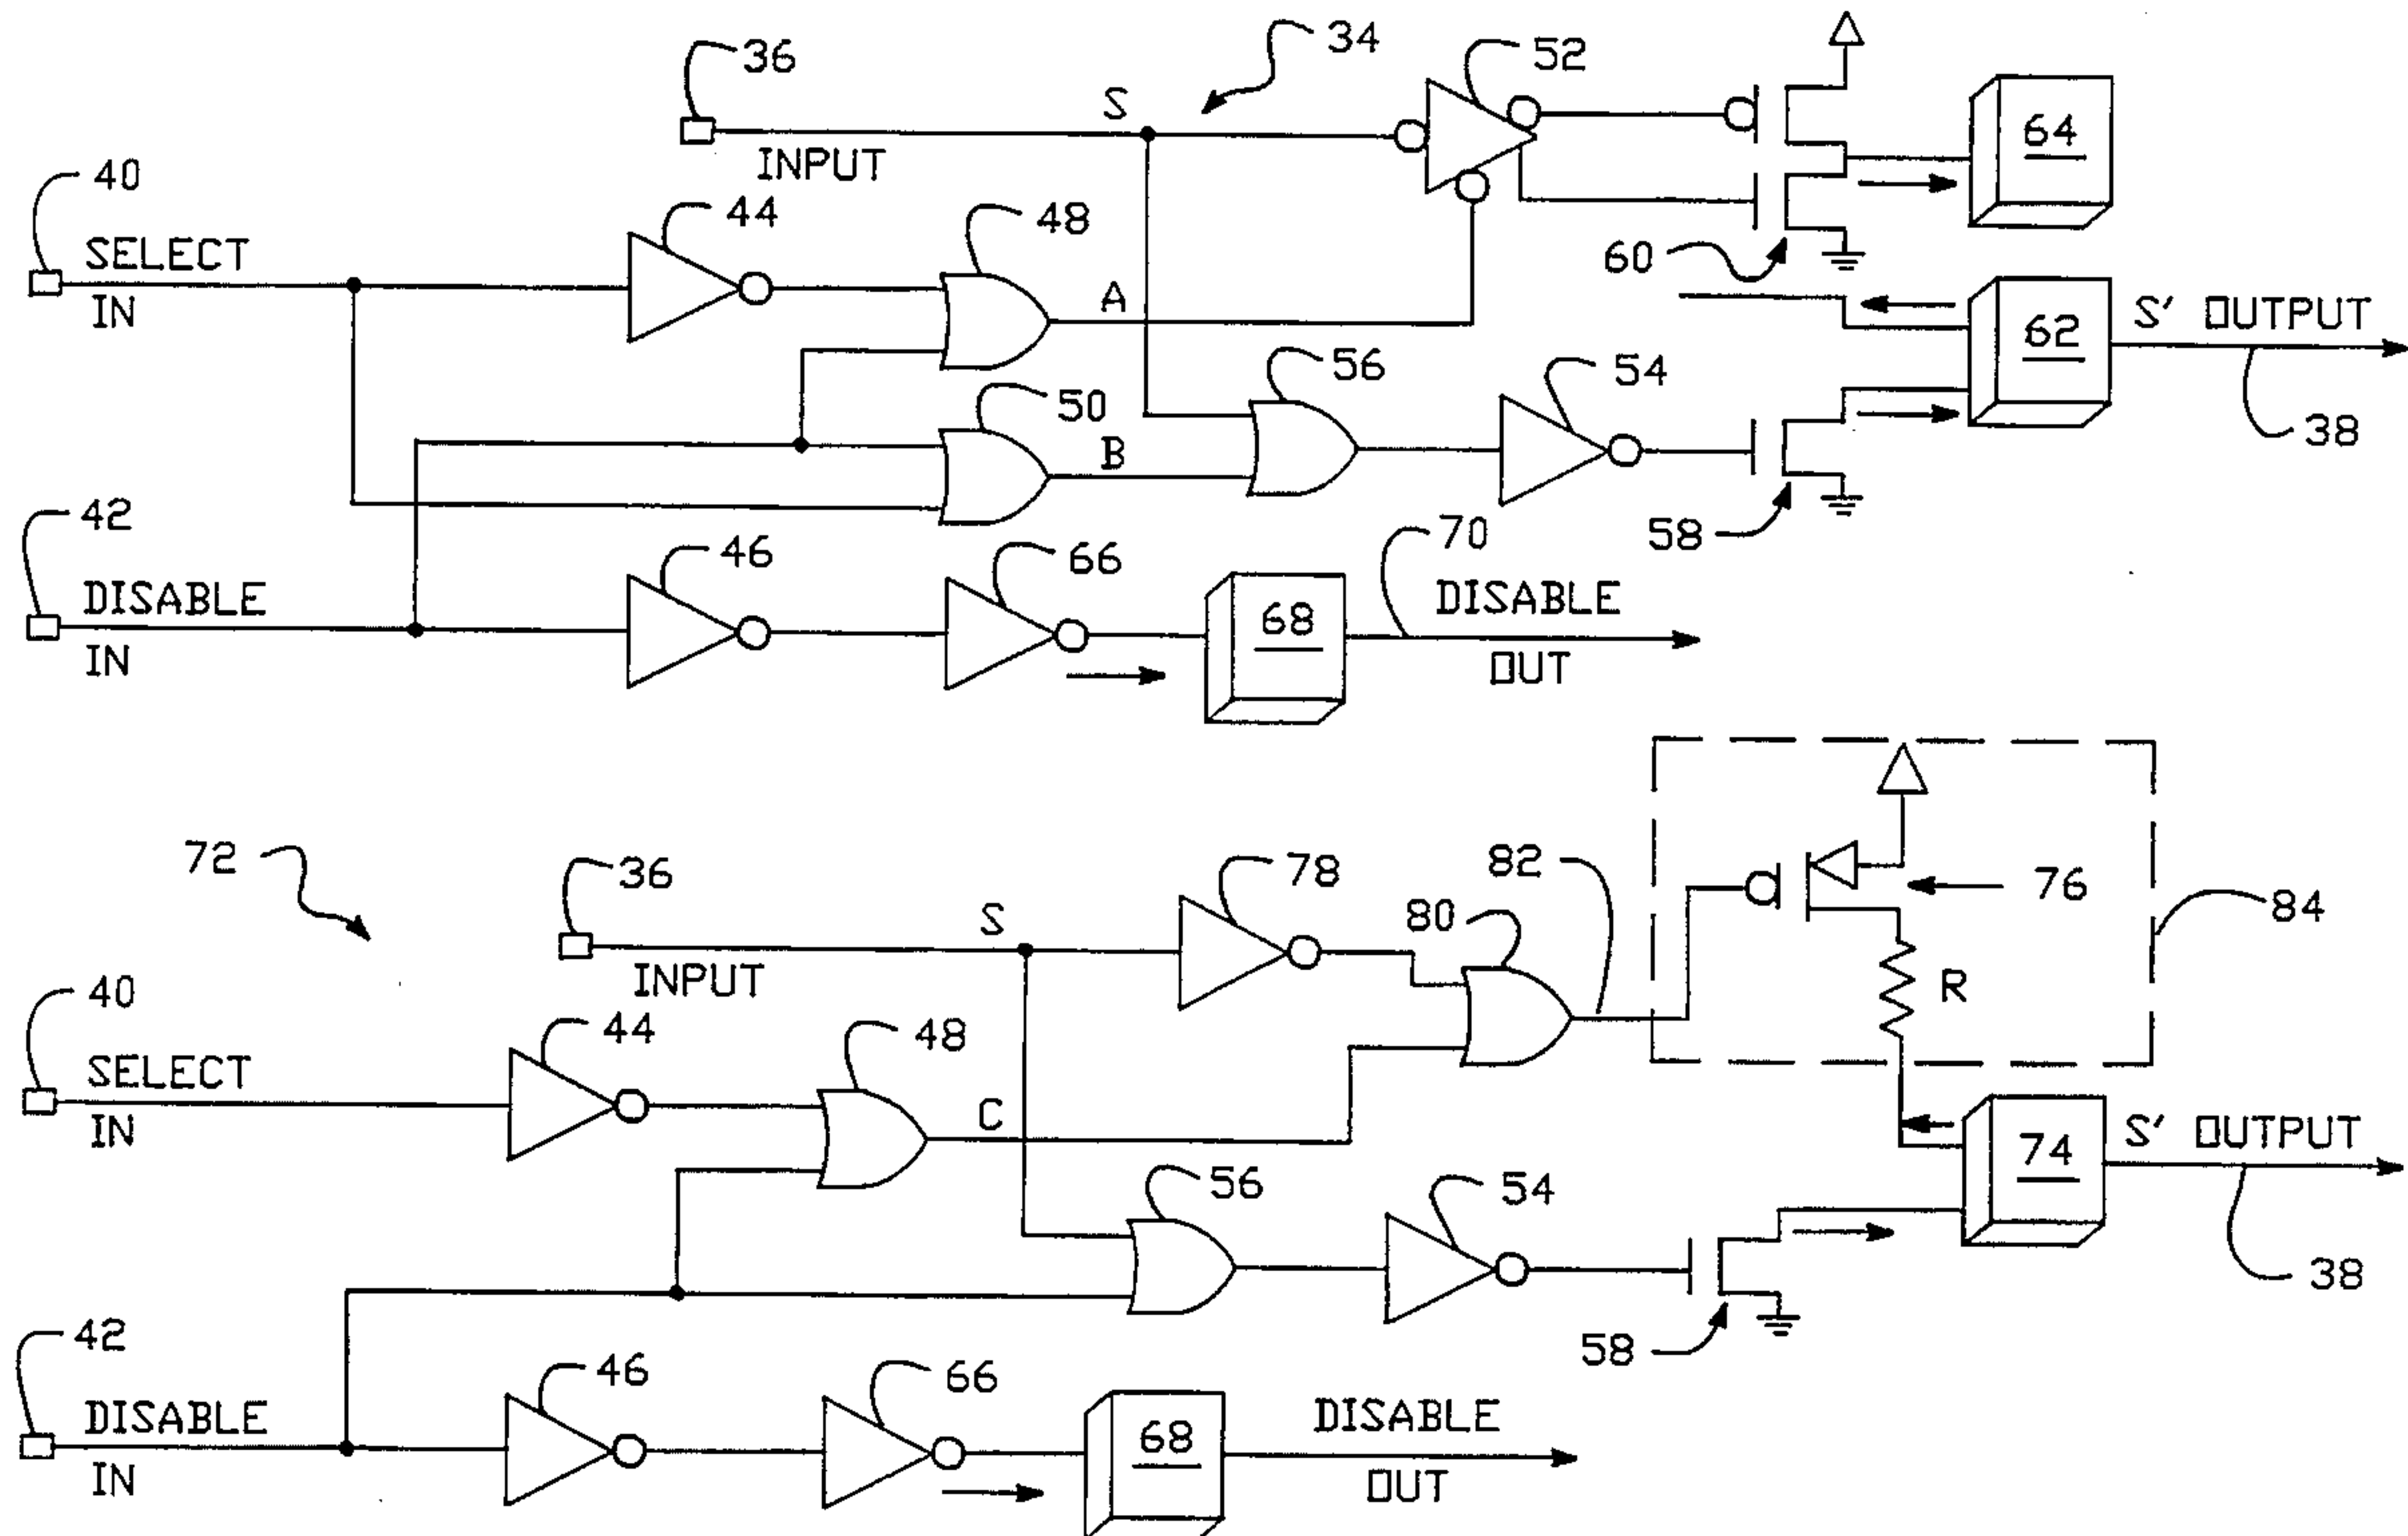 36
34
52
S
64
INPUT
40
44
48
SELECT
60
IN
A
S' OUTPUT
62
56
54
50
38
B
42
58
70
46
66
DISABLE
DISABLE
68
IN
OUT
72
36
78
82
76
84
80
S
INPUT
R
40
44
48
SELECT
IN
C
S' OUTPUT
74
56
54
38
42
58
46
66
DISABLE
DISABLE
68
IN
OUT